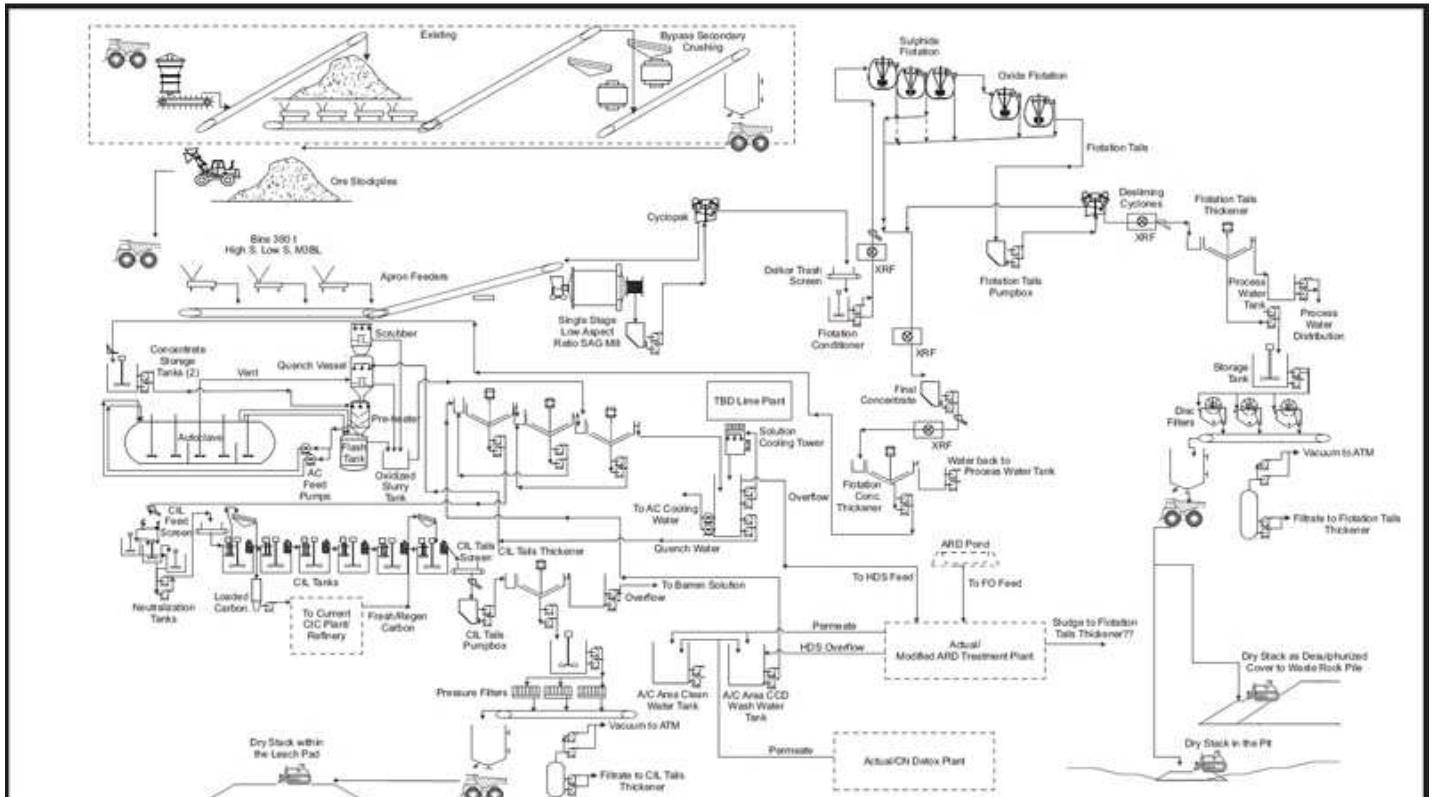 Existing
Bypass Secondary
Crushing
Sulphide
Flotation
Oxide Flotation
Flotation Tails
Ore Stockpiles
Cyclopak
Desliming
Cyclones
XRF
Flotation Tails
Thickener
Bins 380 t
High S. Low S. M3BL
Apron Feeders
Delkor Trash
Screen
XRF
Flotation Tails
Pumpbox
Process
Water
Tank
Process
Water
Distribution
Single Stage
Low Aspect
Ratio SAG Mill
Flotation
Conditioner
Scrubber
Concentrate
Storage
Tanks (2)
Vent
Quench Vessel
XRF
Storage
Tank
TBD Lime Plant
Final
Concentrate
Pre-heater
Solution
Cooling Tower
Disc
Filters
Autoclave
Flash
Tank
XRF
AC
Feed
Pumps
Oxidized
Slurry
Tank
Overflow
Water back to
Process Water Tank
Vacuum to ATM
Flotation
Conc.
Thickener
To AC Cooling
Water
Quench Water
CIL
Feed
Screen
CIL Tails
Screen
CIL Tails Thickener
Filtrate to Flotation Tails
Thickener
ARD Pond
CIL Tanks
To HDS Feed
To FO Feed
To Barren Solution
Overflow
Neutralization
Tanks
Loaded
Carbon
To Current
CIC Plant/
Refinery
Fresh/Regen
Carbon
CIL Tails
Pumpbox
Permeate
HDS Overflow
Actual/
Modified ARD Treatment Plant
Sludge to Flotation
Tails Thickener??
Dry Stack as Desulphurized
Cover to Waste Rock Pile
Pressure Filters
A/C Area Clean
Water Tank
A/C Area CCD
Wash Water
Tank
Vacuum to ATM
Dry Stack within
the Leach Pad
Permeate
Actual/CN Detox Plant
Dry Stack in the Pit
Filtrate to CIL Tails
Thickener